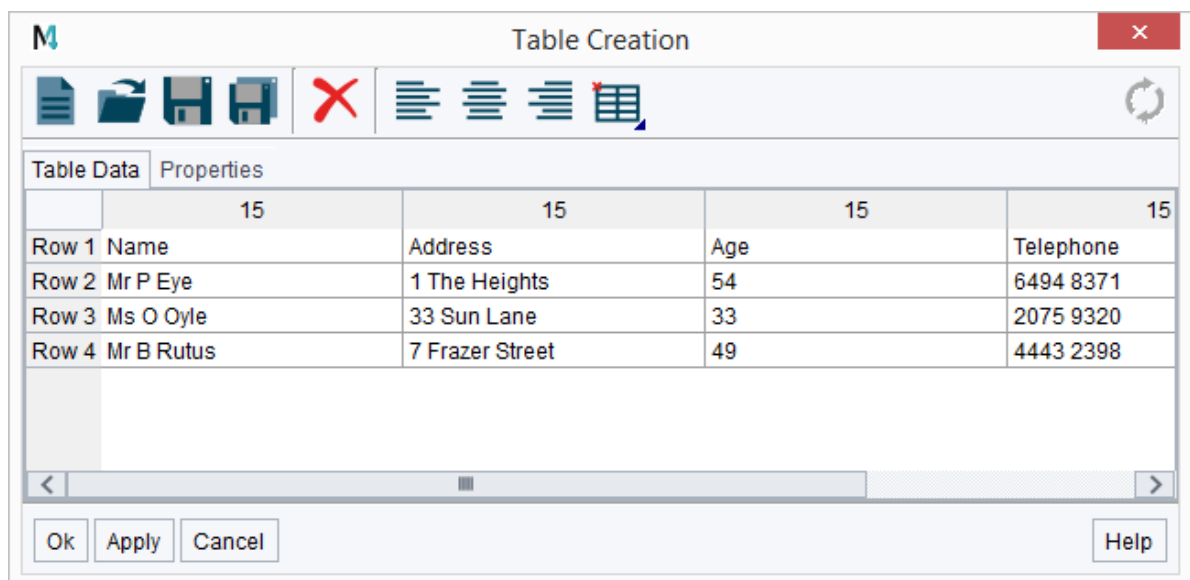 M4 Table Creation
Table Data Properties
15 15 15 15
Row 1 Name Address Age Telephone
Row 2 Mr P Eye 1 The Heights 54 6494 8371
Row 3 Ms O Oyle 33 Sun Lane 33 2075 9320
Row 4 Mr B Rutus 7 Frazer Street 49 4443 2398
Ok Apply Cancel Help